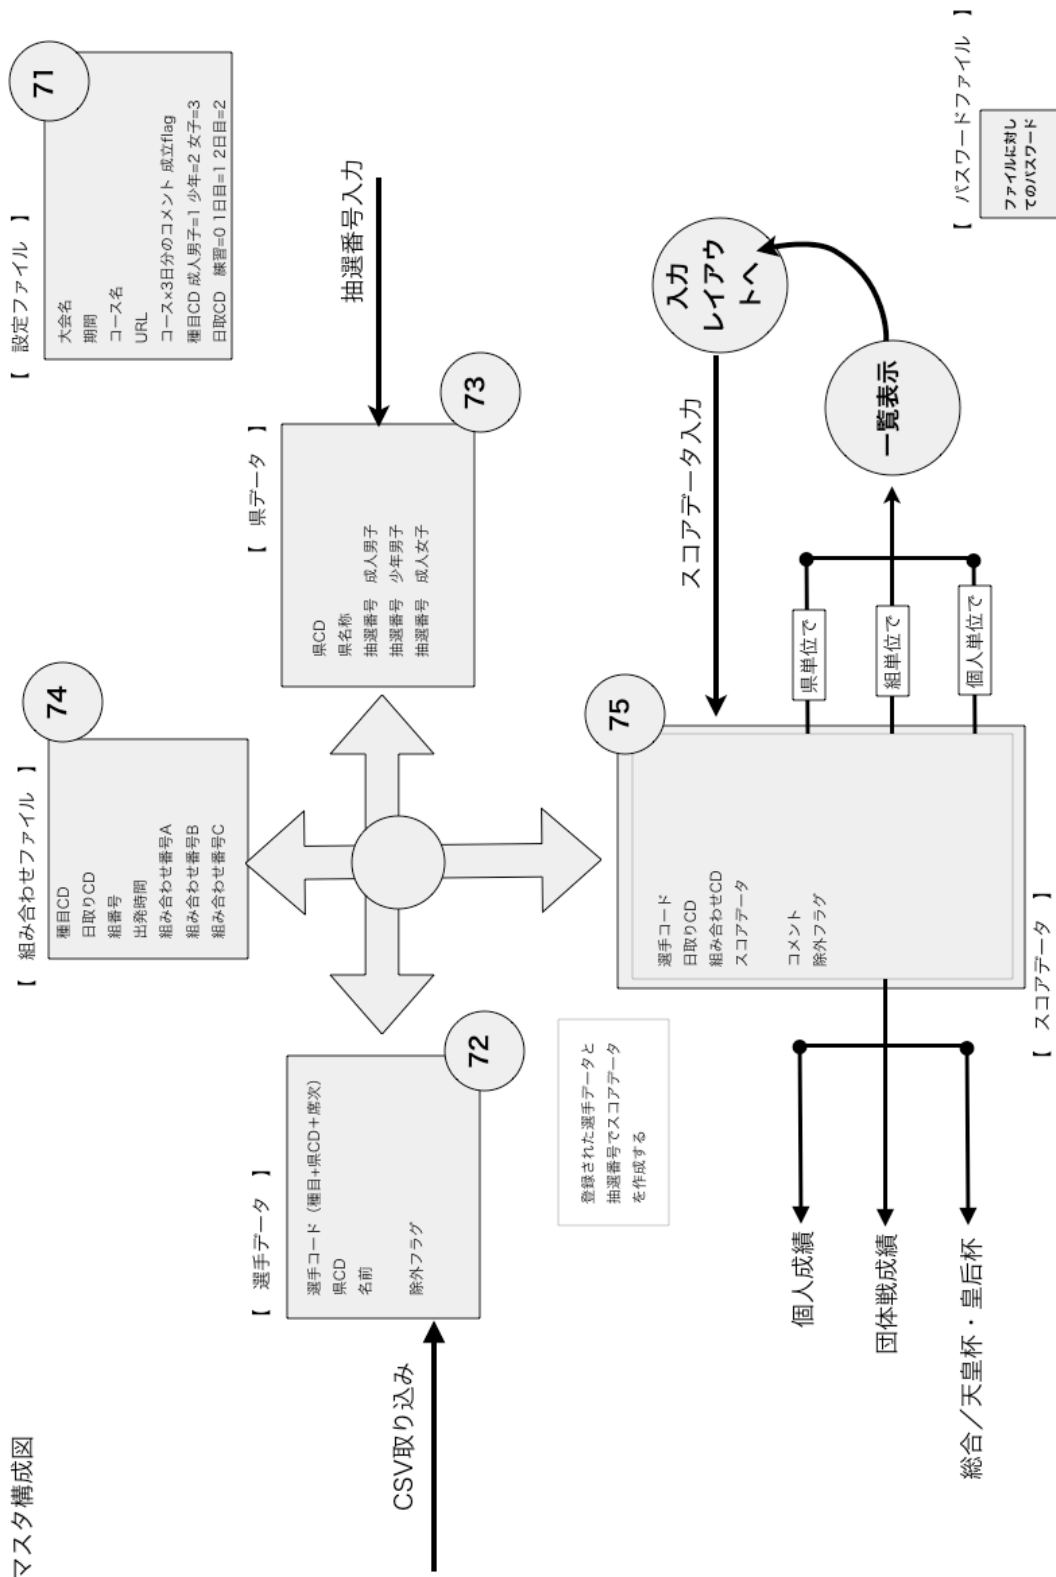 マスタ構成図
【 設定ファイル 】
71
大会名
期間
コース名
URL
コース×3日分のコメント 成立flag
種目CD 成人男子=1 少年=2 女子=3
日取CD 練習=0 1日目=1 2日目=2
【 組み合わせファイル 】
74
種目CD
日取りCD
組番号
出発時間
組み合わせ番号A
組み合わせ番号B
組み合わせ番号C
【 選手データ 】
72
選手コード (種目+県CD+席次)
県CD
名前
除外フラグ
CSV取り込み
【 県データ 】
73
県CD
県名称
抽選番号 成人男子
抽選番号 少年男子
抽選番号 成人女子
抽選番号入力
登録された選手データと
抽選番号でスコアデータ
を作成する
75
選手コード
日取りCD
組み合わせCD
スコアデータ
コメント
除外フラグ
【 スコアデータ 】
スコアデータ入力
入力
レイアウ
トへ
県単位で
組単位で
個人単位で
一覧表示
個人成績
団体戦成績
総合/天皇杯・皇后杯
【 パスワードファイル 】
ファイルに対し
てのパスワード